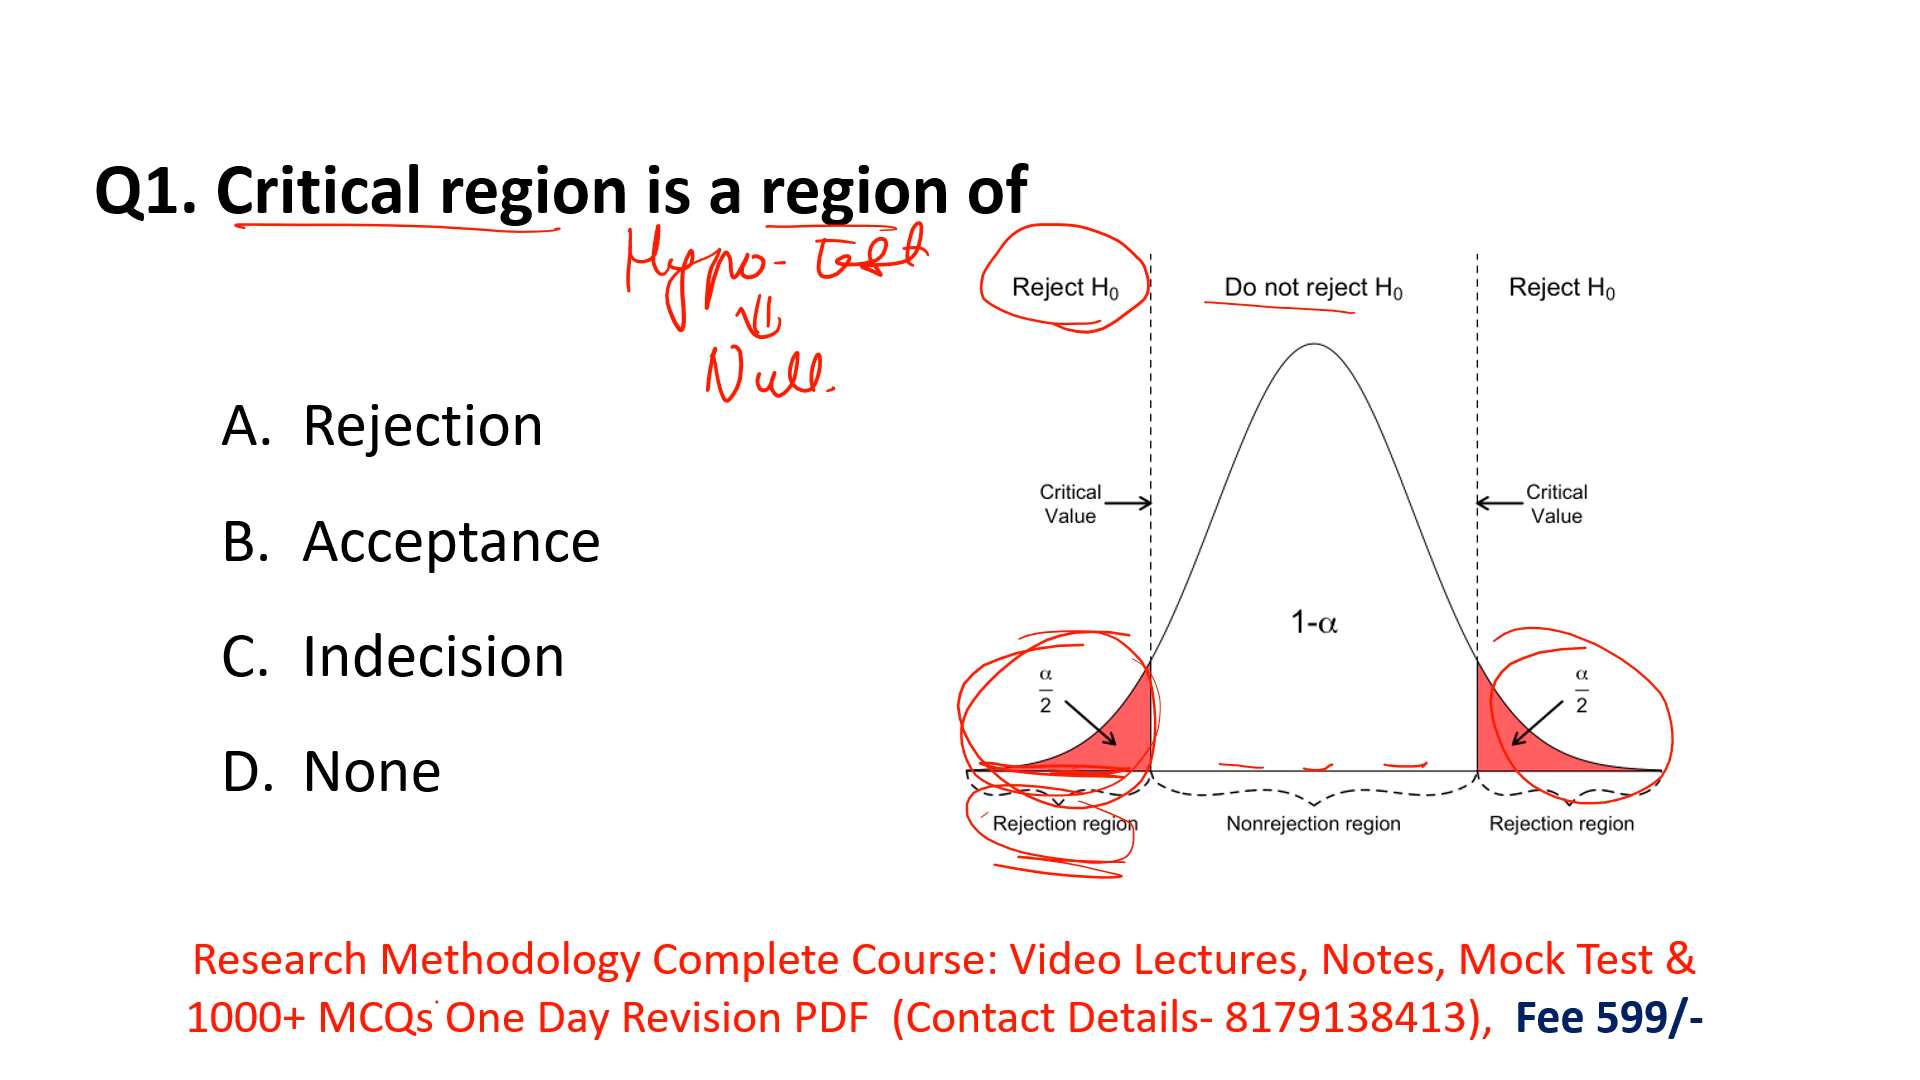 Q1. Critical region is a region of
Hypo- test
Null.
A. Rejection
B. Acceptance
C. Indecision
D. None
Reject H₀
Do not reject H₀
Reject H₀
Critical Value
Critical Value
1-α
α/2
α/2
Rejection region
Nonrejection region
Rejection region
Research Methodology Complete Course: Video Lectures, Notes, Mock Test &
1000+ MCQs One Day Revision PDF (Contact Details- 8179138413), Fee 599/-